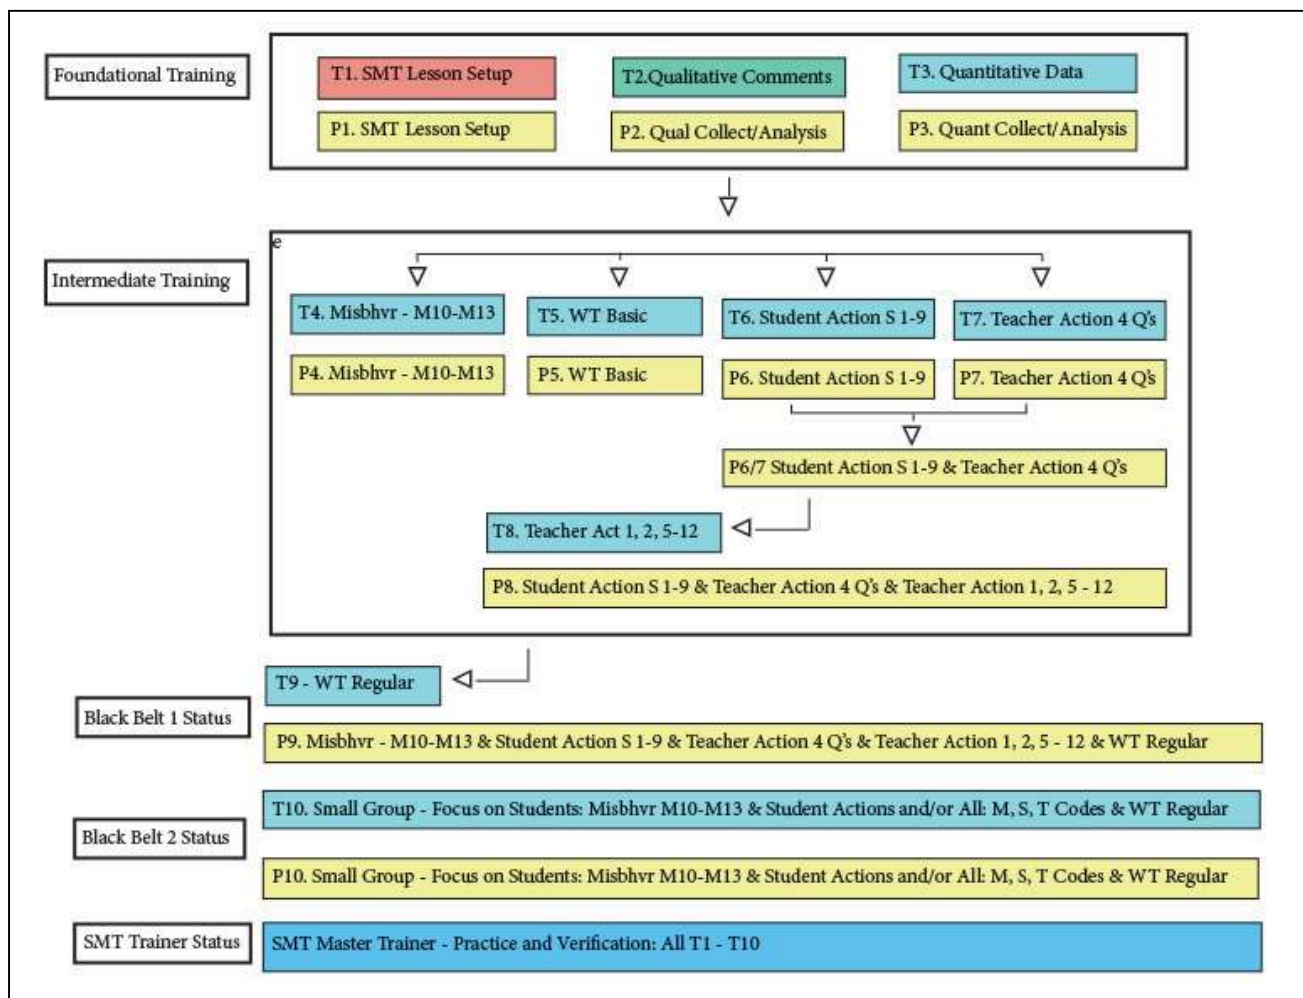 Foundational Training
T1. SMT Lesson Setup
T2.Qualitative Comments
T3. Quantitative Data
P1. SMT Lesson Setup
P2. Qual Collect/Analysis
P3. Quant Collect/Analysis
e
Intermediate Training
T4. Misbhvr - M10-M13
T5. WT Basic
T6. Student Action S 1-9
T7. Teacher Action 4 Q's
P4. Misbhvr - M10-M13
P5. WT Basic
P6. Student Action S 1-9
P7. Teacher Action 4 Q's
P6/7 Student Action S 1-9 & Teacher Action 4 Q's
T8. Teacher Act 1, 2, 5-12
P8. Student Action S 1-9 & Teacher Action 4 Q's & Teacher Action 1, 2, 5 - 12
T9 - WT Regular
Black Belt 1 Status
P9. Misbhvr - M10-M13 & Student Action S 1-9 & Teacher Action 4 Q's & Teacher Action 1, 2, 5 - 12 & WT Regular
T10. Small Group - Focus on Students: Misbhvr M10-M13 & Student Actions and/or All: M, S, T Codes & WT Regular
Black Belt 2 Status
P10. Small Group - Focus on Students: Misbhvr M10-M13 & Student Actions and/or All: M, S, T Codes & WT Regular
SMT Trainer Status
SMT Master Trainer - Practice and Verification: All T1 - T10